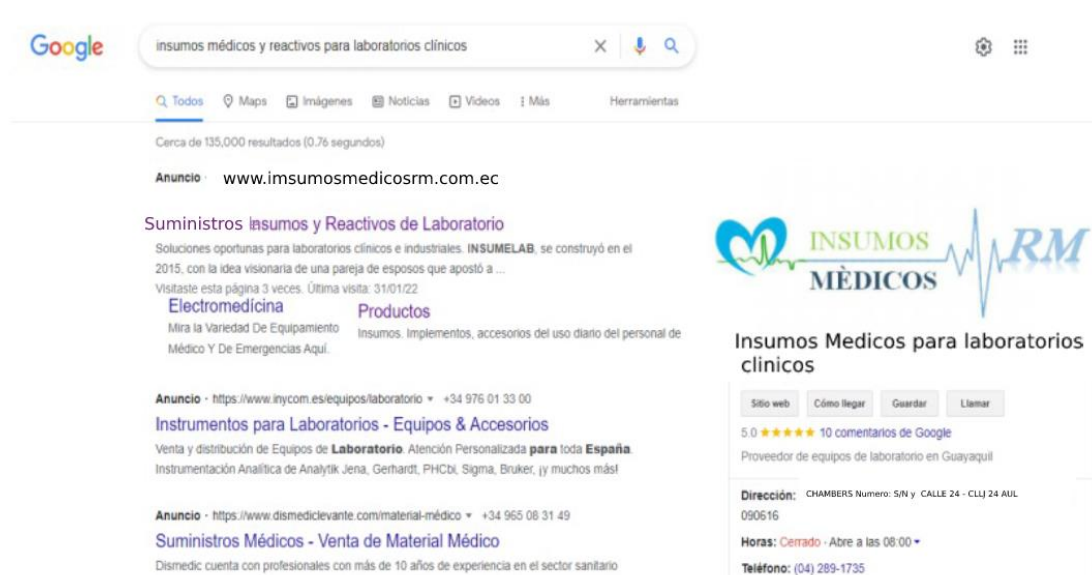 Google
insumos médicos y reactivos para laboratorios clínicos
Todos Maps Imágenes Noticias Videos Más Herramientas
Cerca de 135,000 resultados (0.76 segundos)
Anuncio · www.imsumosmedicosrm.com.ec
Suministros Insumos y Reactivos de Laboratorio
Soluciones oportunas para laboratorios clínicos e industriales. INSUMELAB, se construyó en el
2015, con la idea visionaria de una pareja de esposos que apostó a ...
Visitaste esta página 3 veces. Última visita: 31/01/22
Electromedicina
Mira la Variedad De Equipamiento
Médico Y De Emergencias Aquí.
Productos
Insumos. Implementos, accesorios del uso diario del personal de
Anuncio · https://www.inycom.es/equipos/laboratorio +34 976 01 33 00
Instrumentos para Laboratorios - Equipos & Accesorios
Venta y distribución de Equipos de Laboratorio. Atención Personalizada para toda España.
Instrumentación Analítica de Analytik Jena, Gerhardt, PHCbi, Sigma, Bruker, ¡y muchos más!
Anuncio · https://www.dismediclevante.com/material-médico +34 965 08 31 49
Suministros Médicos - Venta de Material Médico
Dismedic cuenta con profesionales con más de 10 años de experiencia en el sector sanitario
INSUMOS
MÈDICOS
RM
Insumos Medicos para laboratorios
clinicos
Sitio web Cómo llegar Guardar Llamar
5.0 ★★★★★ 10 comentarios de Google
Proveedor de equipos de laboratorio en Guayaquil
Dirección: CHAMBERS Numero: S/N y CALLE 24 - CLLJ 24 AUL
090616
Horas: Cerrado · Abre a las 08:00
Teléfono: (04) 289-1735